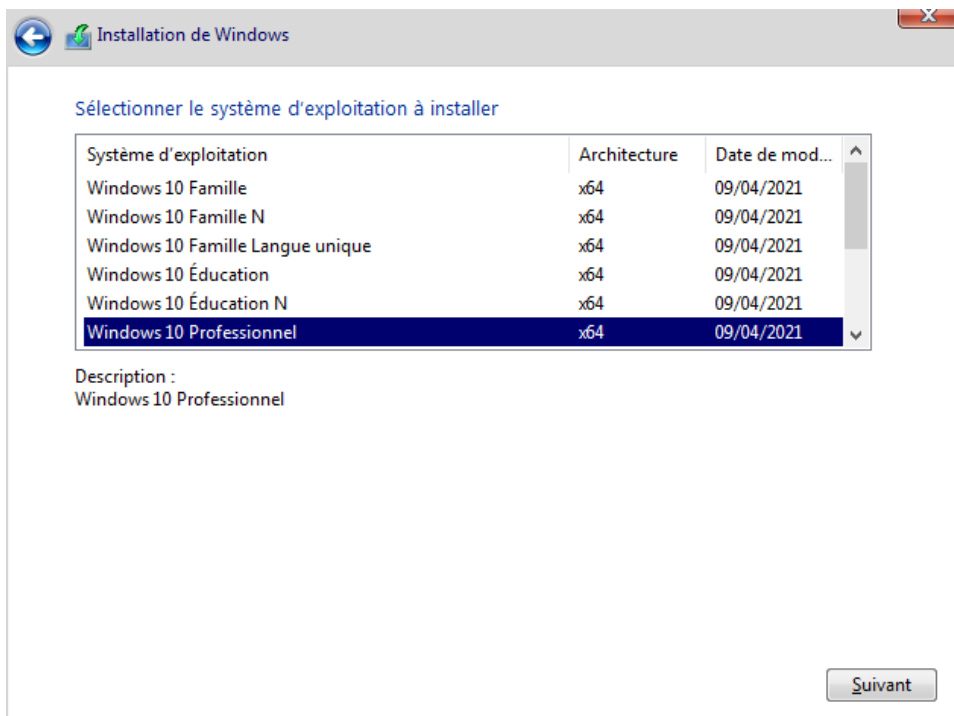 Installation de Windows
Sélectionner le système d'exploitation à installer
Système d'exploitation Architecture Date de mod...
Windows 10 Famille x64 09/04/2021
Windows 10 Famille N x64 09/04/2021
Windows 10 Famille Langue unique x64 09/04/2021
Windows 10 Éducation x64 09/04/2021
Windows 10 Éducation N x64 09/04/2021
Windows 10 Professionnel x64 09/04/2021
Description :
Windows 10 Professionnel
Suivant